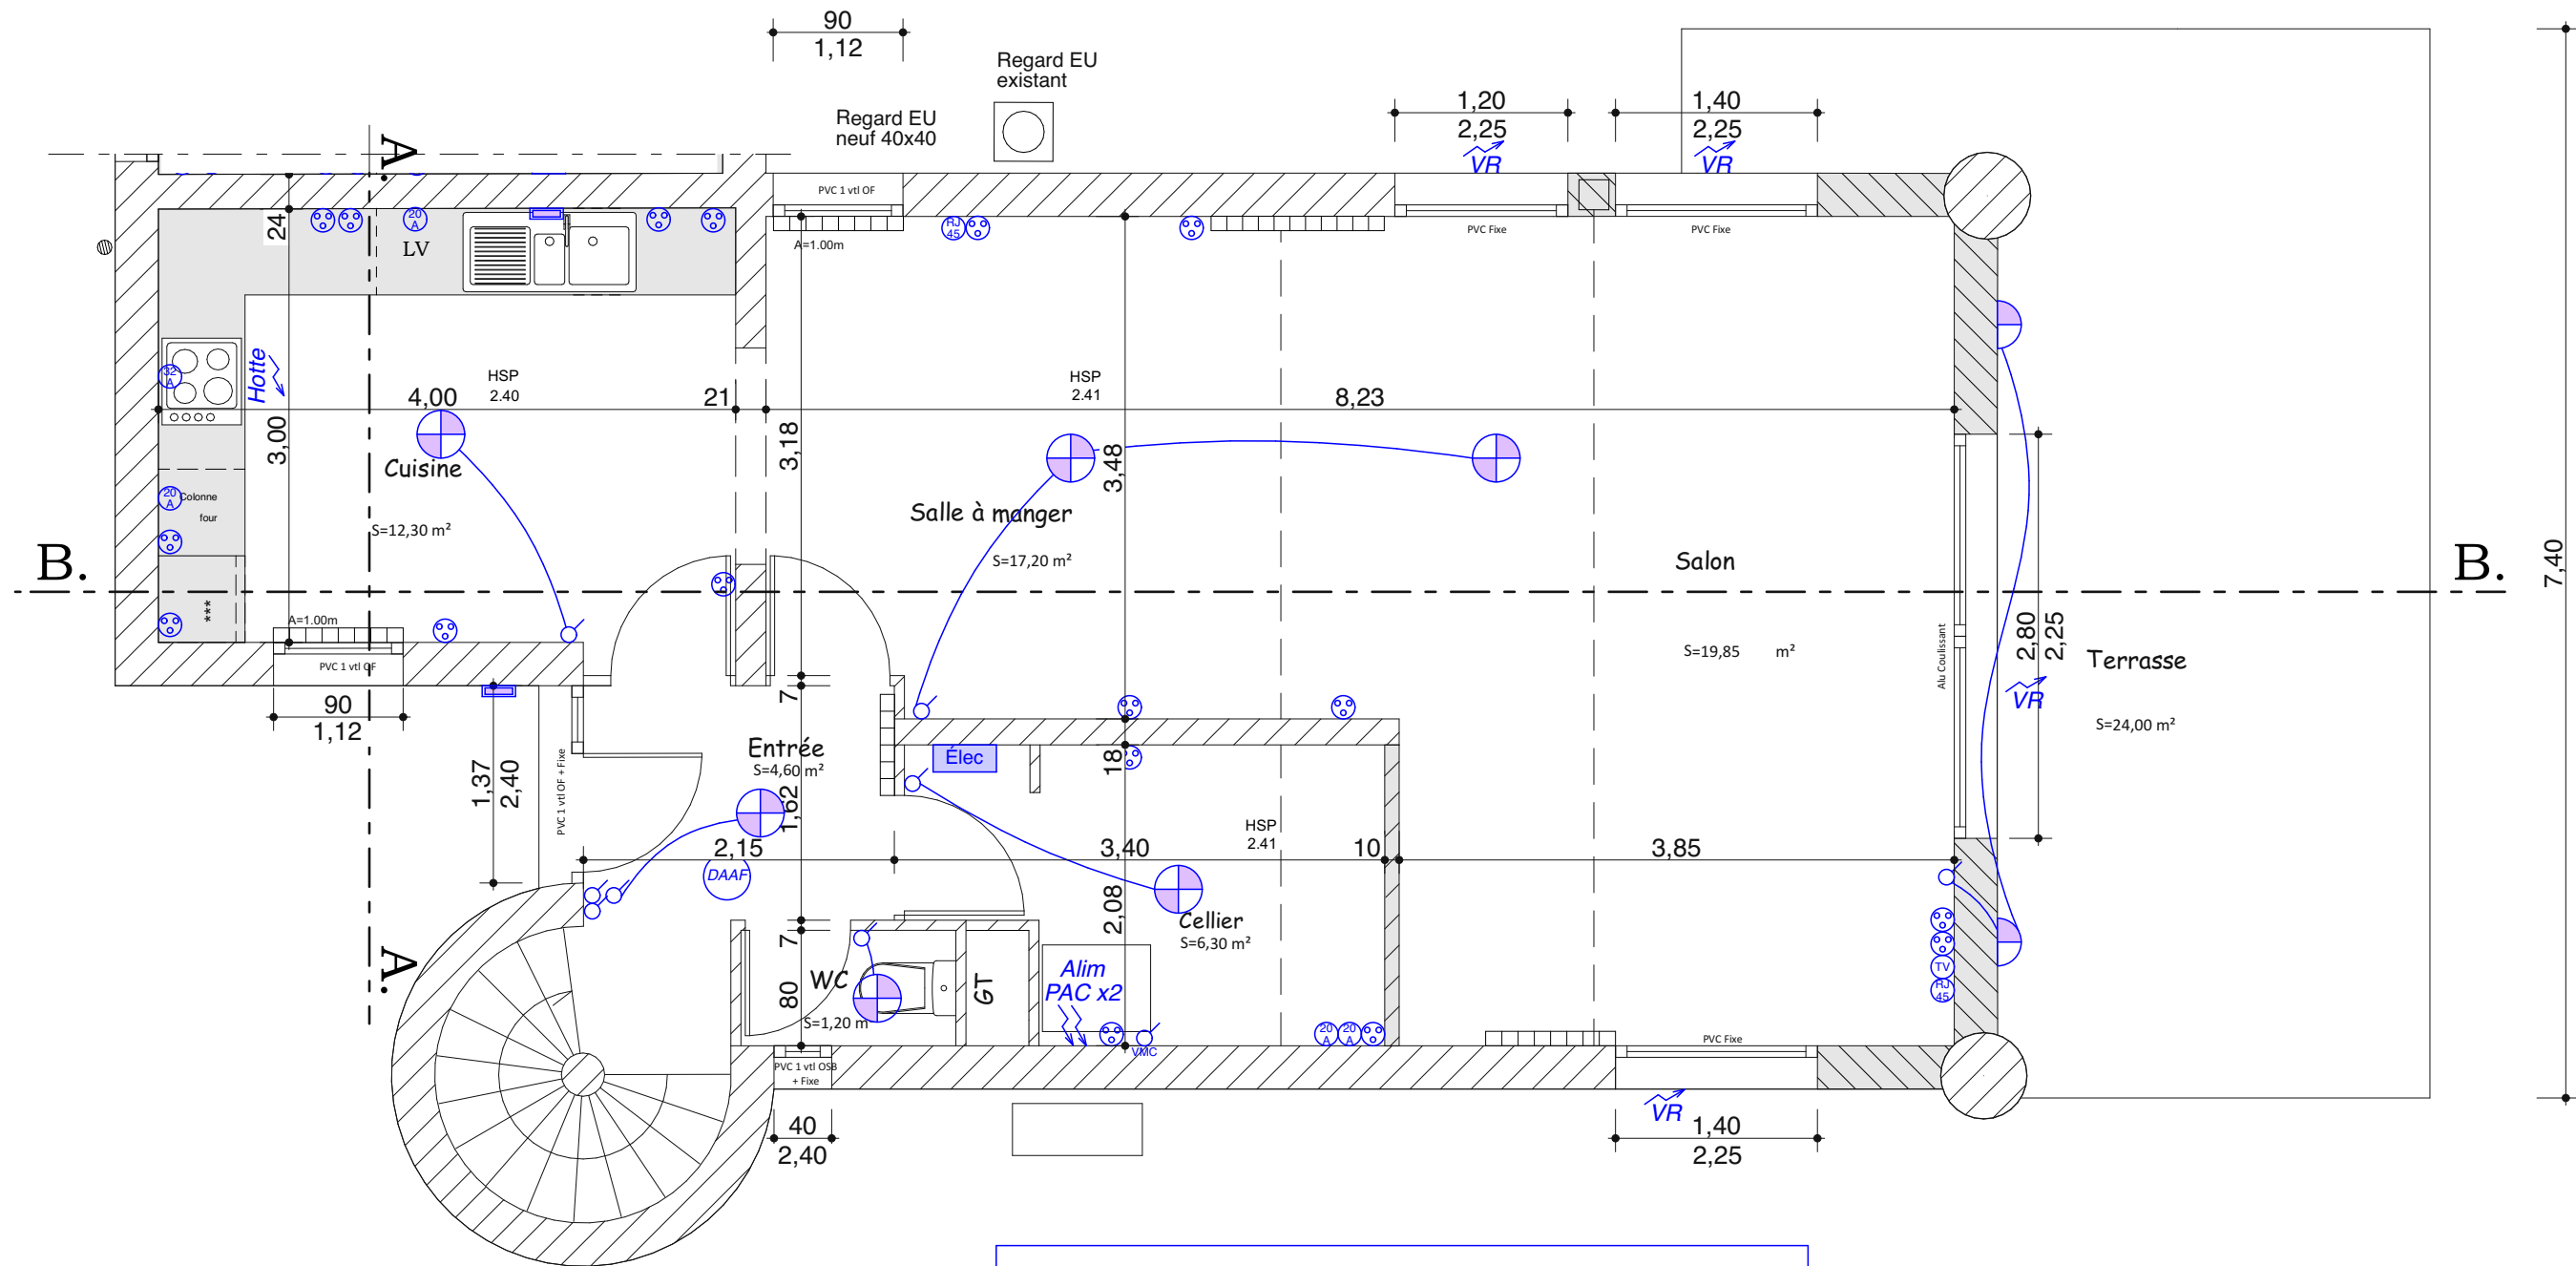 90
1,12
Regard EU
existant
Regard EU
neuf 40x40
1,20
2,25
VR
1,40
2,25
VR
A.
PVC 1 vtl OF
A=1.00m
PVC Fixe
PVC Fixe
24
20
A
LV
RJ
45
32
A
Hotte
HSP
2.40
4,00
21
HSP
2.41
8,23
3,00
3,18
3,48
Cuisine
S=12,30 m²
20
A
Colonne
four
Salle à manger
S=17,20 m²
Salon
S=19,85 m²
B.
B.
7,40
***
A=1.00m
PVC 1 vtl OF
90
1,12
Alu Coulissant
2,80
2,25
VR
Terrasse
S=24,00 m²
7
Entrée
S=4,60 m²
1,62
Élec
18
1,37
2,40
PVC 1 vtl OF + Fixe
2,15
DAAF
3,40
HSP
2.41
10
3,85
2,08
Cellier
S=6,30 m²
A.
7
WC
80
S=1,20 m
GT
Alim
PAC x2
VMC
20
A
20
A
TV
RJ
45
PVC Fixe
PVC 1 vtl OSB
+ Fixe
40
2,40
VR
1,40
2,25